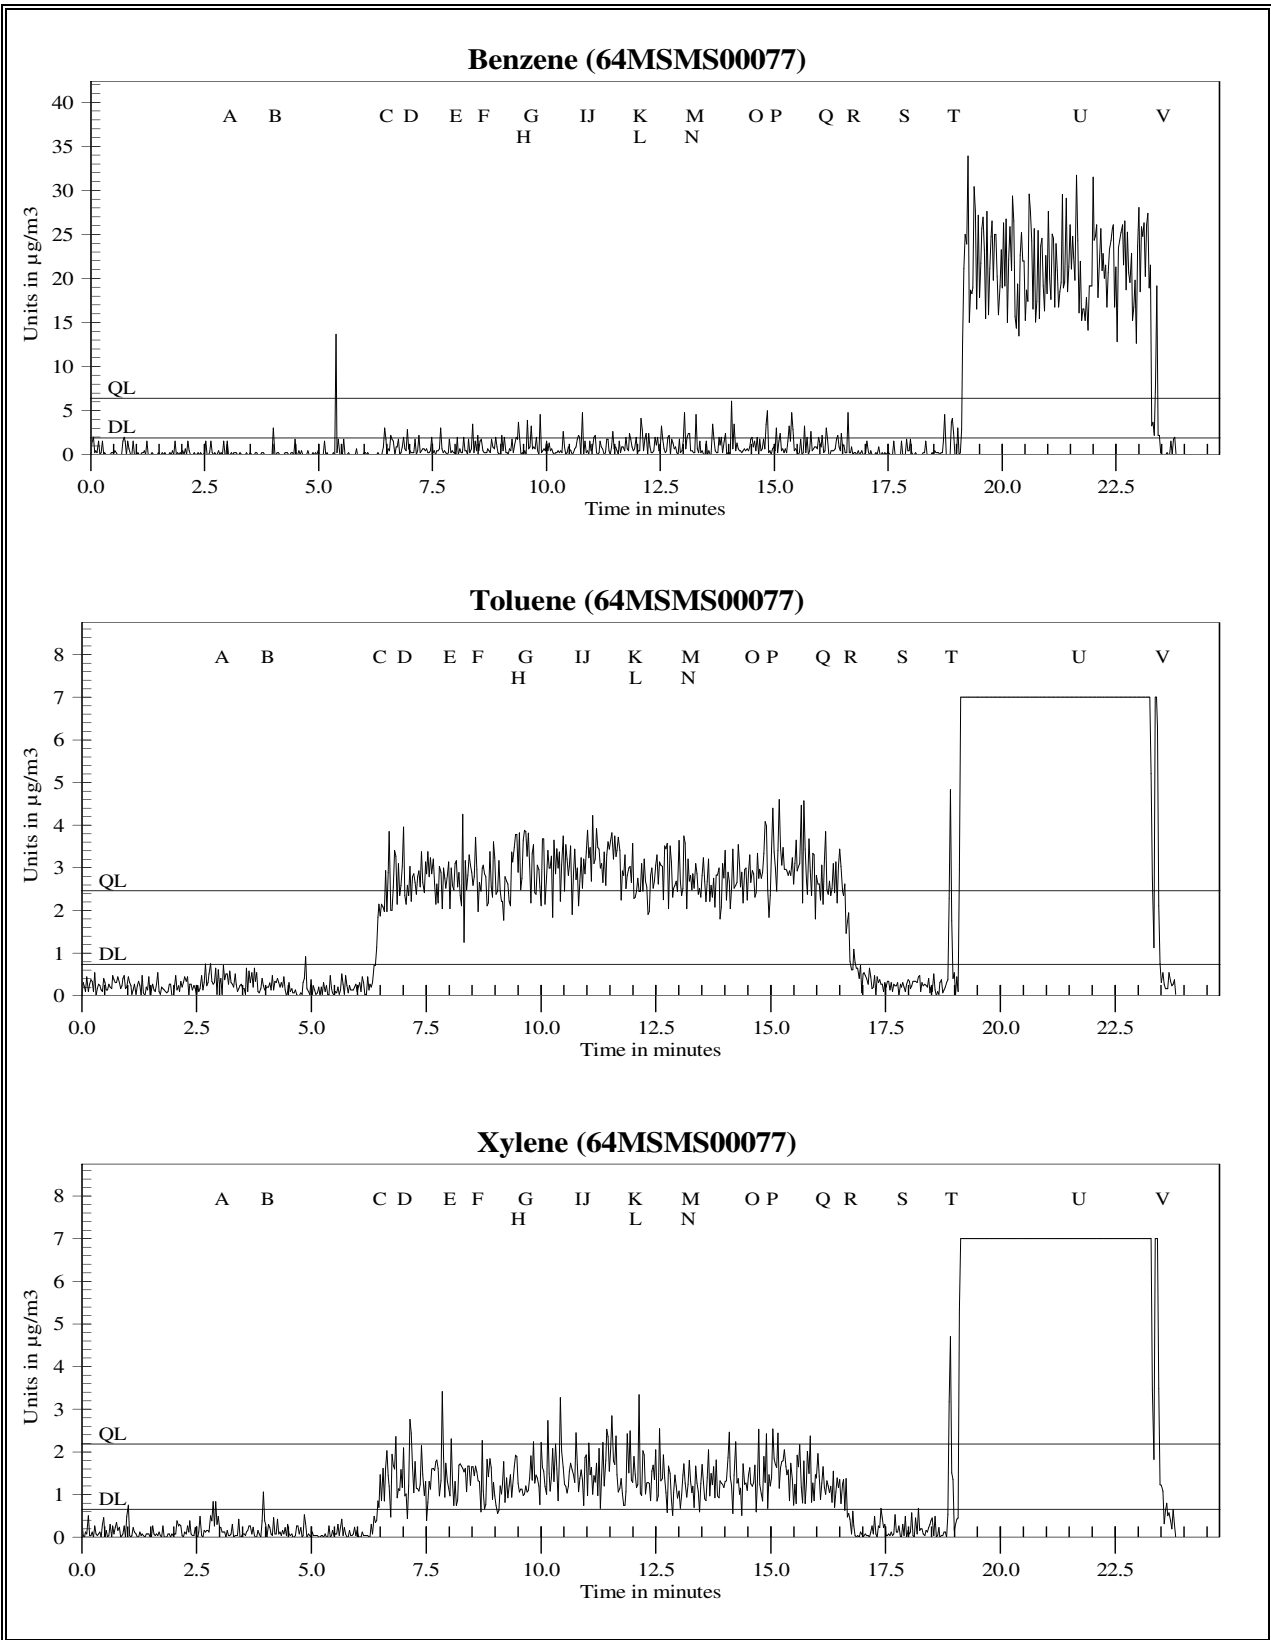 Benzene (64MSMS00077)
40
A B C D E F G IJ K M O P Q R S T U V
H L N
35
30
25
20
15
10
QL
5
DL
0
Units in µg/m3
0.0 2.5 5.0 7.5 10.0 12.5 15.0 17.5 20.0 22.5
Time in minutes
Toluene (64MSMS00077)
8 A B C D E F G IJ K M O P Q R S T U V
H L N
7
6
5
4
3
QL
2
1 DL
0
Units in µg/m3
0.0 2.5 5.0 7.5 10.0 12.5 15.0 17.5 20.0 22.5
Time in minutes
Xylene (64MSMS00077)
8 A B C D E F G IJ K M O P Q R S T U V
H L N
7
6
5
4
3
QL
2
1 DL
0
Units in µg/m3
0.0 2.5 5.0 7.5 10.0 12.5 15.0 17.5 20.0 22.5
Time in minutes